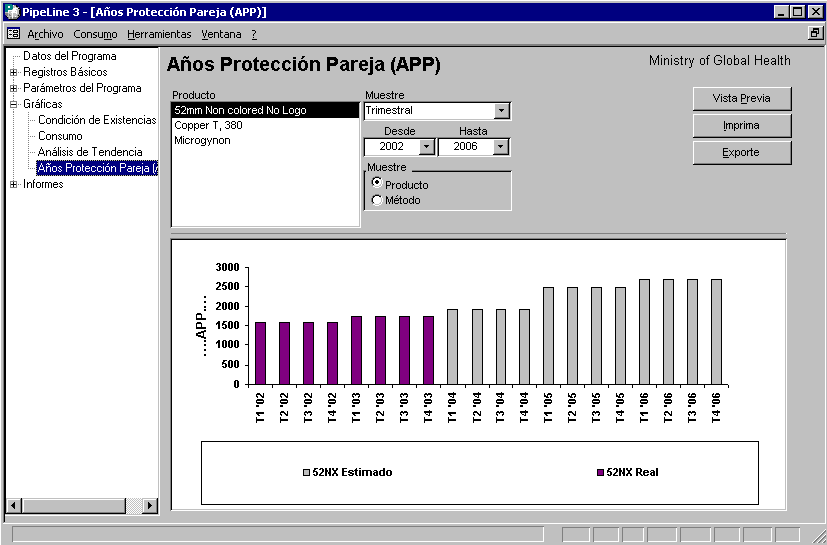 PipeLine 3 - [Años Protección Pareja (APP)]
Archivo Consumo Herramientas Ventana ?
Datos del Programa
Registros Básicos
Parámetros del Programa
Gráficas
Condición de Existencias
Consumo
Análisis de Tendencia
Años Protección Pareja (A
Informes
Años Protección Pareja (APP)
Ministry of Global Health
Producto
52mm Non colored No Logo
Copper T, 380
Microgynon
Muestre
Trimestral
Desde Hasta
2002 2006
Muestre
Producto
Método
Vista Previa
Imprima
Exporte
3000
2500
2000
1500
1000
500
0
....APP....
T1 '02 T2 '02 T3 '02 T4 '02 T1 '03 T2 '03 T3 '03 T4 '03 T1 '04 T2 '04 T3 '04 T4 '04 T1 '05 T2 '05 T3 '05 T4 '05 T1 '06 T2 '06 T3 '06 T4 '06
52NX Estimado 52NX Real